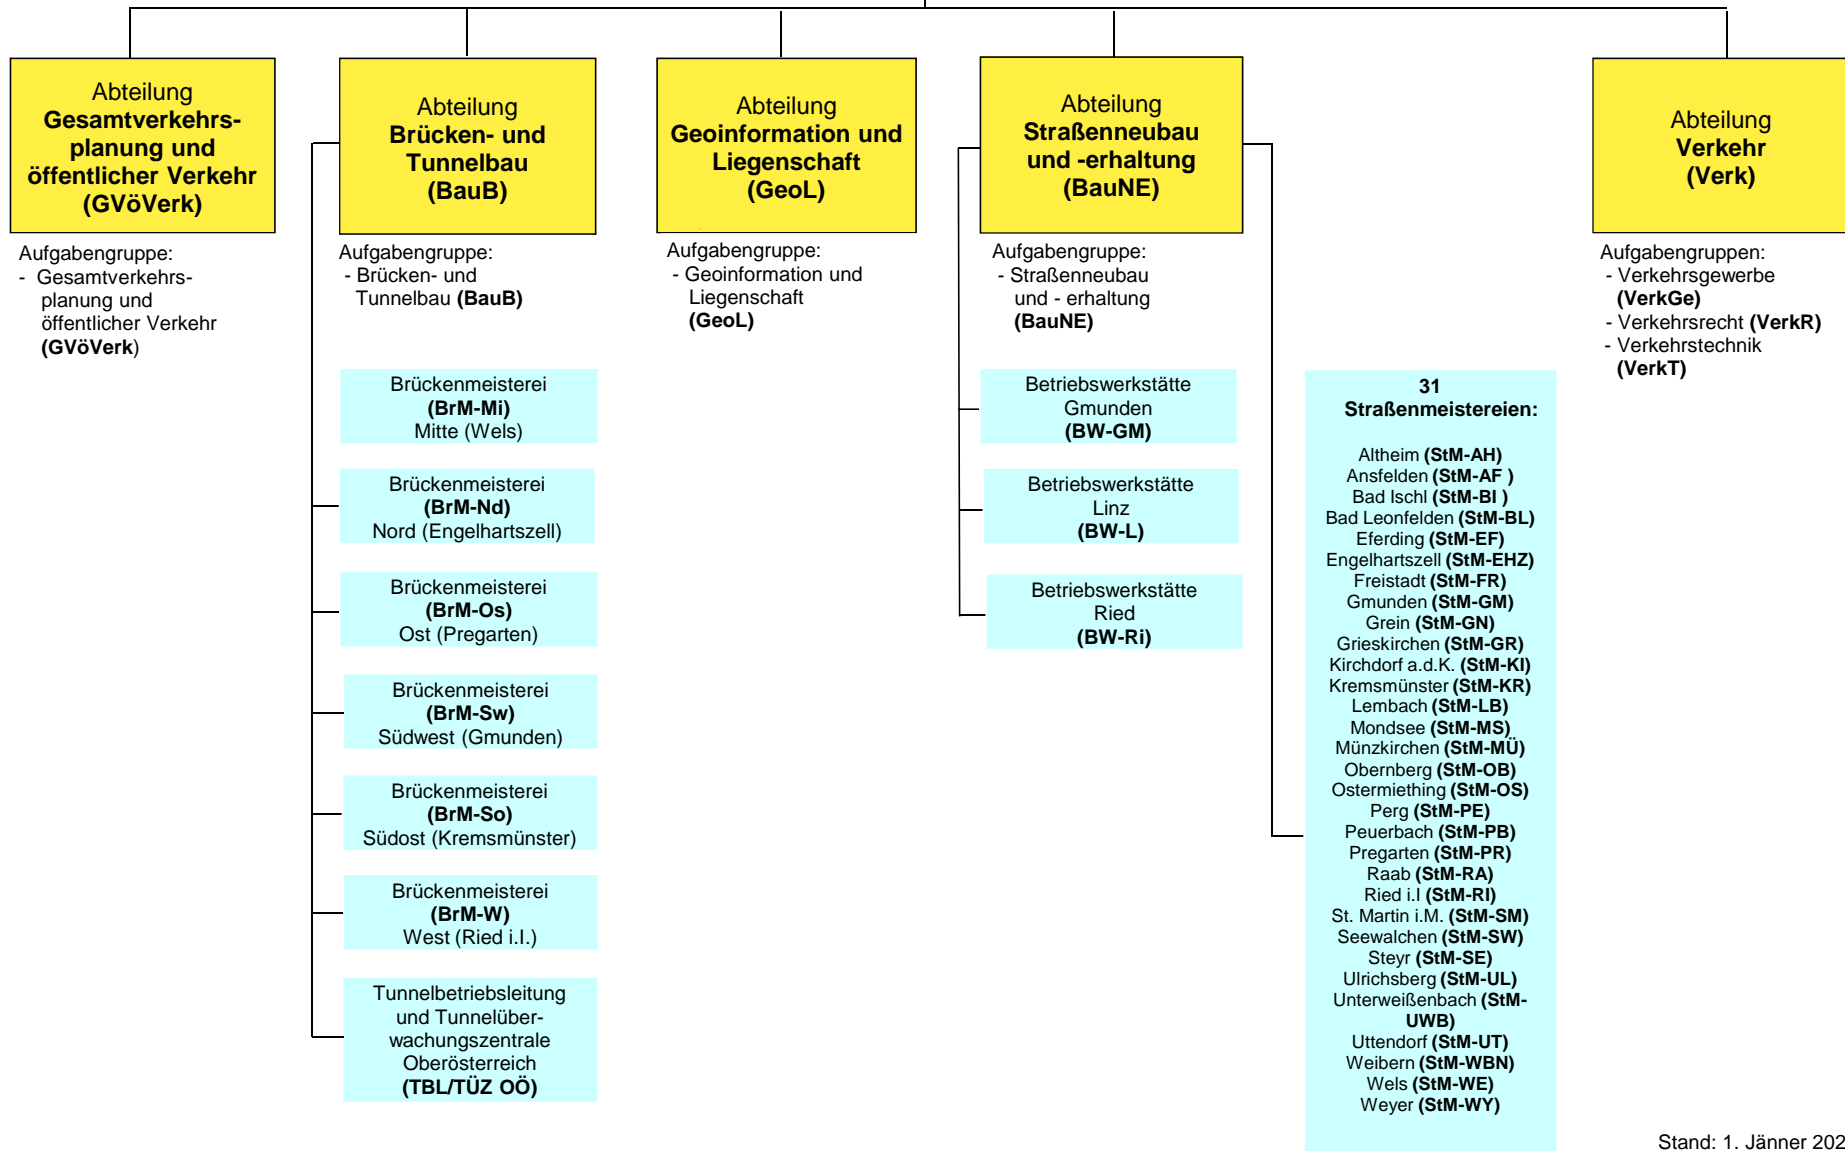 Abteilung
Gesamtverkehrs-
planung und
öffentlicher Verkehr
(GVöVerk)
Aufgabengruppe:
- Gesamtverkehrs-
planung und
öffentlicher Verkehr
(GVöVerk)
Abteilung
Brücken- und
Tunnelbau
(BauB)
Aufgabengruppe:
- Brücken- und
Tunnelbau (BauB)
Brückenmeisterei
(BrM-Mi)
Mitte (Wels)
Brückenmeisterei
(BrM-Nd)
Nord (Engelhartszell)
Brückenmeisterei
(BrM-Os)
Ost (Pregarten)
Brückenmeisterei
(BrM-Sw)
Südwest (Gmunden)
Brückenmeisterei
(BrM-So)
Südost (Kremsmünster)
Brückenmeisterei
(BrM-W)
West (Ried i.I.)
Tunnelbetriebsleitung
und Tunnelüber-
wachungszentrale
Oberösterreich
(TBL/TÜZ OÖ)
Abteilung
Geoinformation und
Liegenschaft
(GeoL)
Aufgabengruppe:
- Geoinformation und
Liegenschaft
(GeoL)
Abteilung
Straßenneubau
und -erhaltung
(BauNE)
Aufgabengruppe:
- Straßenneubau
und - erhaltung
(BauNE)
Betriebswerkstätte
Gmunden
(BW-GM)
Betriebswerkstätte
Linz
(BW-L)
Betriebswerkstätte
Ried
(BW-Ri)
31
Straßenmeistereien:
Altheim (StM-AH)
Ansfelden (StM-AF )
Bad Ischl (StM-BI )
Bad Leonfelden (StM-BL)
Eferding (StM-EF)
Engelhartszell (StM-EHZ)
Freistadt (StM-FR)
Gmunden (StM-GM)
Grein (StM-GN)
Grieskirchen (StM-GR)
Kirchdorf a.d.K. (StM-KI)
Kremsmünster (StM-KR)
Lembach (StM-LB)
Mondsee (StM-MS)
Münzkirchen (StM-MÜ)
Obernberg (StM-OB)
Ostermiething (StM-OS)
Perg (StM-PE)
Peuerbach (StM-PB)
Pregarten (StM-PR)
Raab (StM-RA)
Ried i.I (StM-RI)
St. Martin i.M. (StM-SM)
Seewalchen (StM-SW)
Steyr (StM-SE)
Ulrichsberg (StM-UL)
Unterweißenbach (StM-
UWB)
Uttendorf (StM-UT)
Weibern (StM-WBN)
Wels (StM-WE)
Weyer (StM-WY)
Abteilung
Verkehr
(Verk)
Aufgabengruppen:
- Verkehrsgewerbe
(VerkGe)
- Verkehrsrecht (VerkR)
- Verkehrstechnik
(VerkT)
Stand: 1. Jänner 202